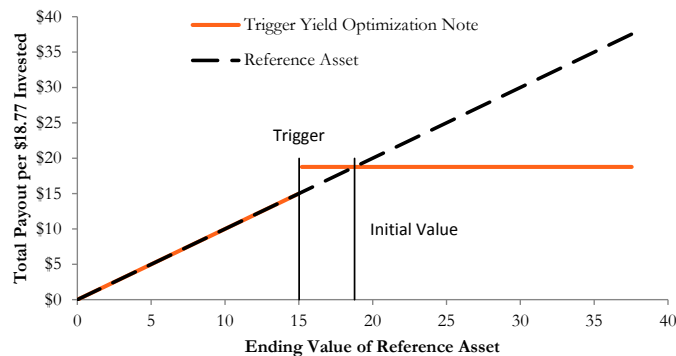 $40
$35
$30
$25
$20
$15
$10
$5
$0
Total Payout per $18.77 Invested
Trigger Yield Optimization Note
Reference Asset
Trigger
Initial Value
0 5 10 15 20 25 30 35 40
Ending Value of Reference Asset